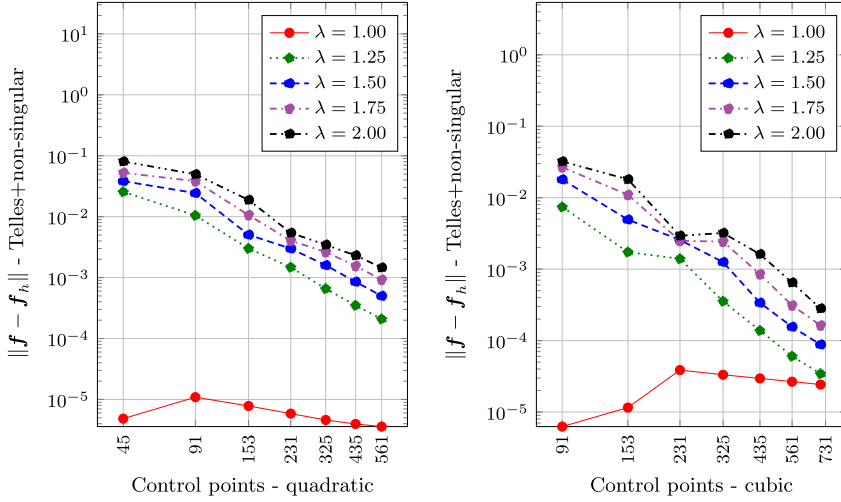 10^1
10^0
10^−1
10^−2
10^−3
10^−4
10^−5
‖f − f_h‖ - Telles+non-singular
λ = 1.00
λ = 1.25
λ = 1.50
λ = 1.75
λ = 2.00
45
91
153
231
325
435
561
Control points - quadratic
10^0
10^−1
10^−2
10^−3
10^−4
10^−5
‖f − f_h‖ - Telles+non-singular
λ = 1.00
λ = 1.25
λ = 1.50
λ = 1.75
λ = 2.00
91
153
231
325
435
561
731
Control points - cubic